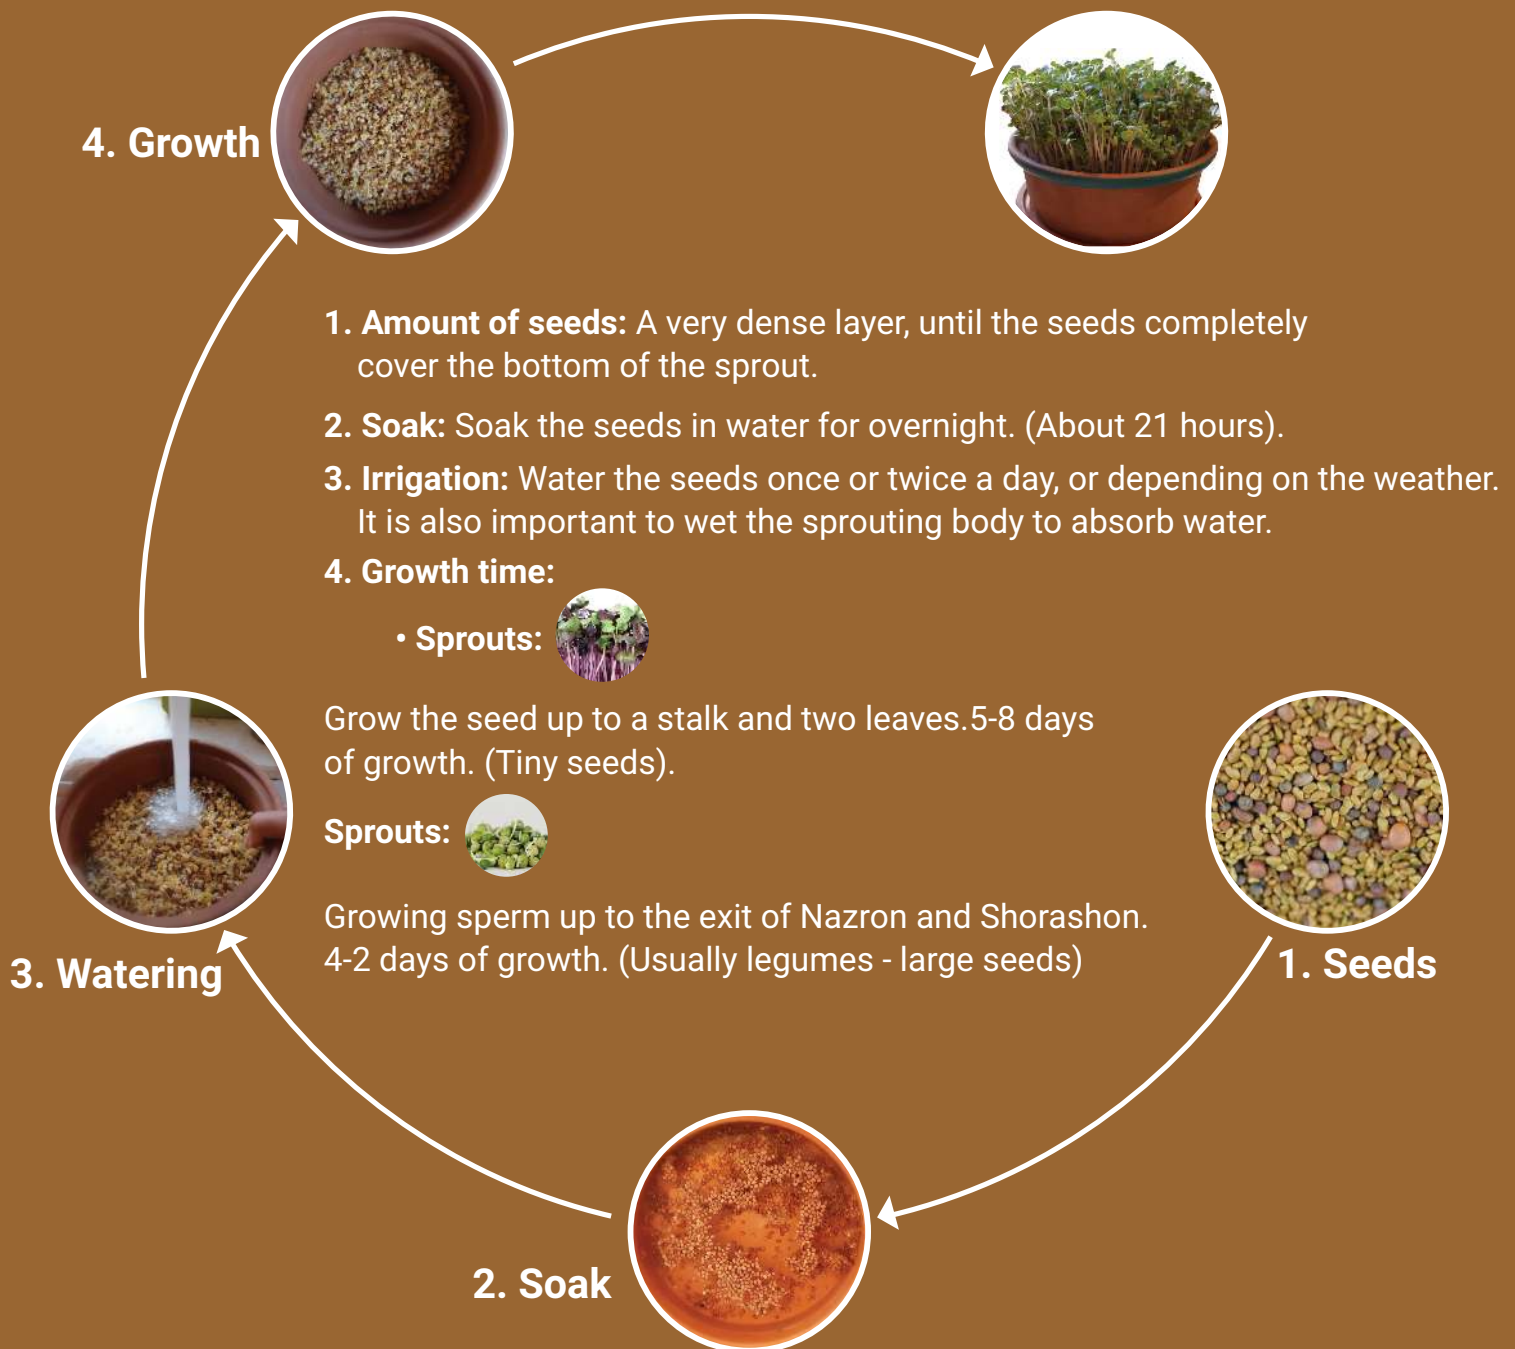 4. Growth
1. Amount of seeds: A very dense layer, until the seeds completely
cover the bottom of the sprout.
2. Soak: Soak the seeds in water for overnight. (About 21 hours).
3. Irrigation: Water the seeds once or twice a day, or depending on the weather.
It is also important to wet the sprouting body to absorb water.
4. Growth time:
• Sprouts:
Grow the seed up to a stalk and two leaves.5-8 days
of growth. (Tiny seeds).
Sprouts:
Growing sperm up to the exit of Nazron and Shorashon.
4-2 days of growth. (Usually legumes - large seeds)
3. Watering
1. Seeds
2. Soak